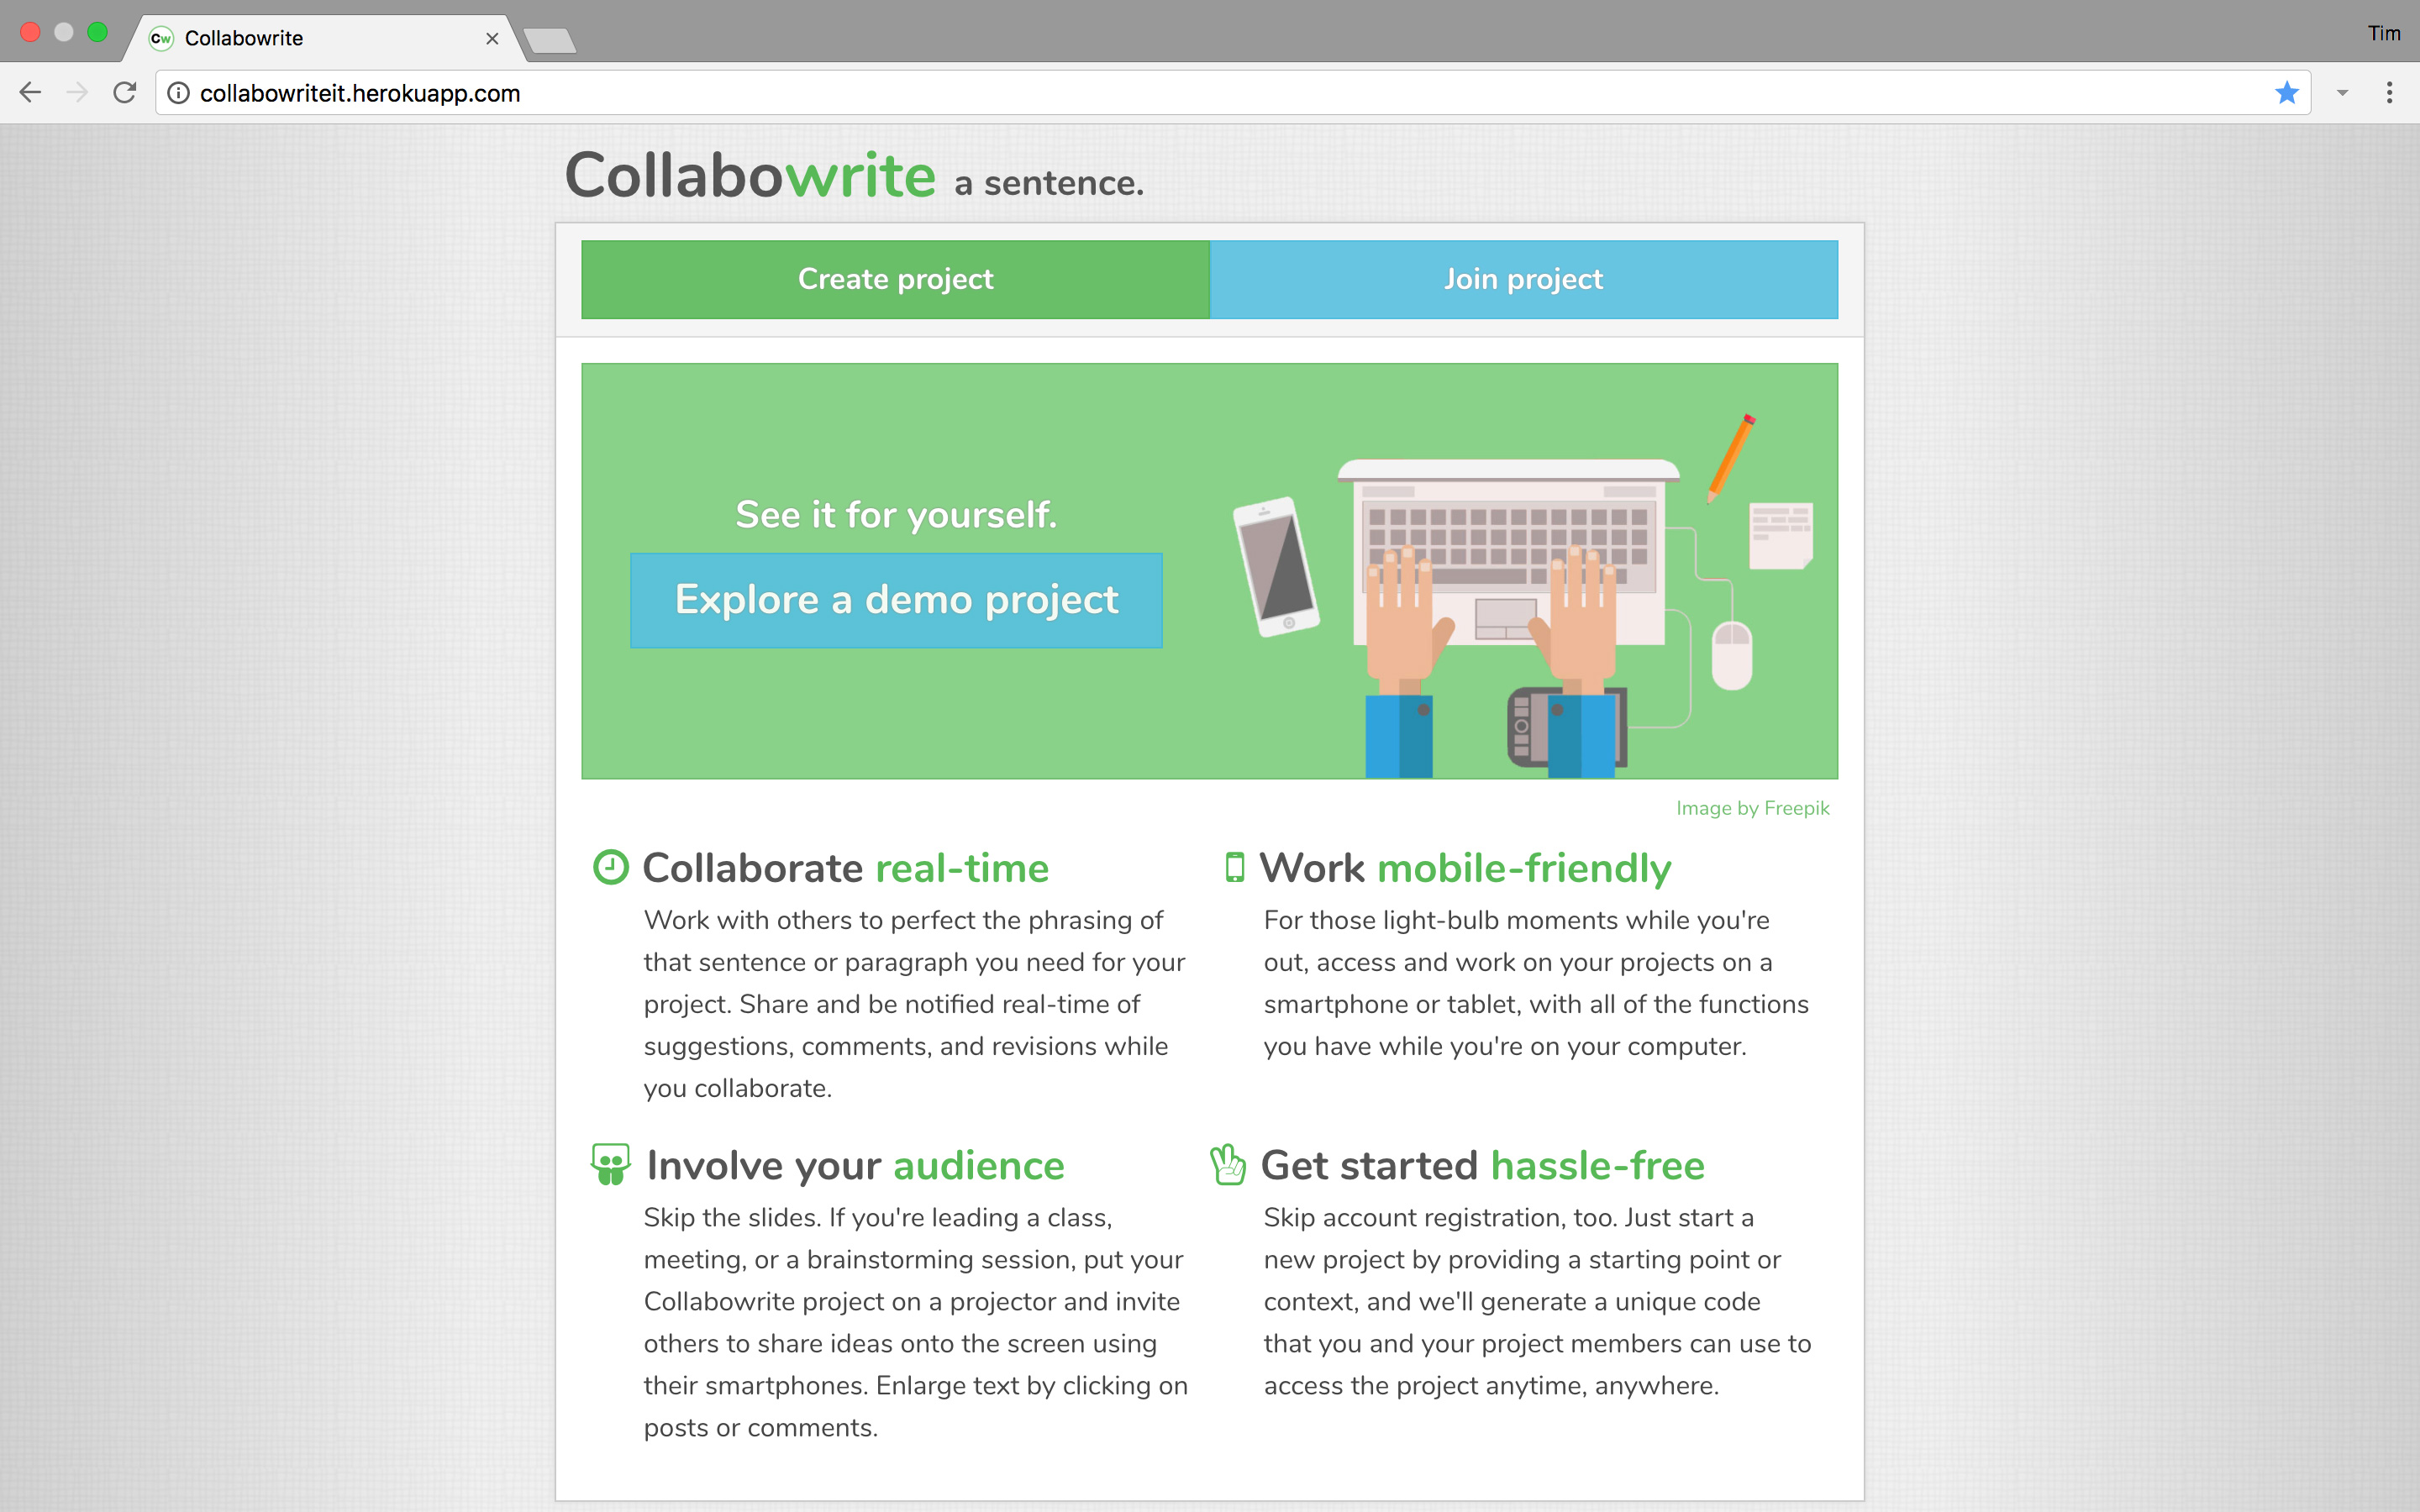 Collabowrite
Tim
collabowriteit.herokuapp.com
Collabowrite a sentence.
Create project
Join project
See it for yourself.
Explore a demo project
Image by Freepik
Collaborate real-time
Work with others to perfect the phrasing of
that sentence or paragraph you need for your
project. Share and be notified real-time of
suggestions, comments, and revisions while
you collaborate.
Work mobile-friendly
For those light-bulb moments while you're
out, access and work on your projects on a
smartphone or tablet, with all of the functions
you have while you're on your computer.
Involve your audience
Skip the slides. If you're leading a class,
meeting, or a brainstorming session, put your
Collabowrite project on a projector and invite
others to share ideas onto the screen using
their smartphones. Enlarge text by clicking on
posts or comments.
Get started hassle-free
Skip account registration, too. Just start a
new project by providing a starting point or
context, and we'll generate a unique code
that you and your project members can use to
access the project anytime, anywhere.